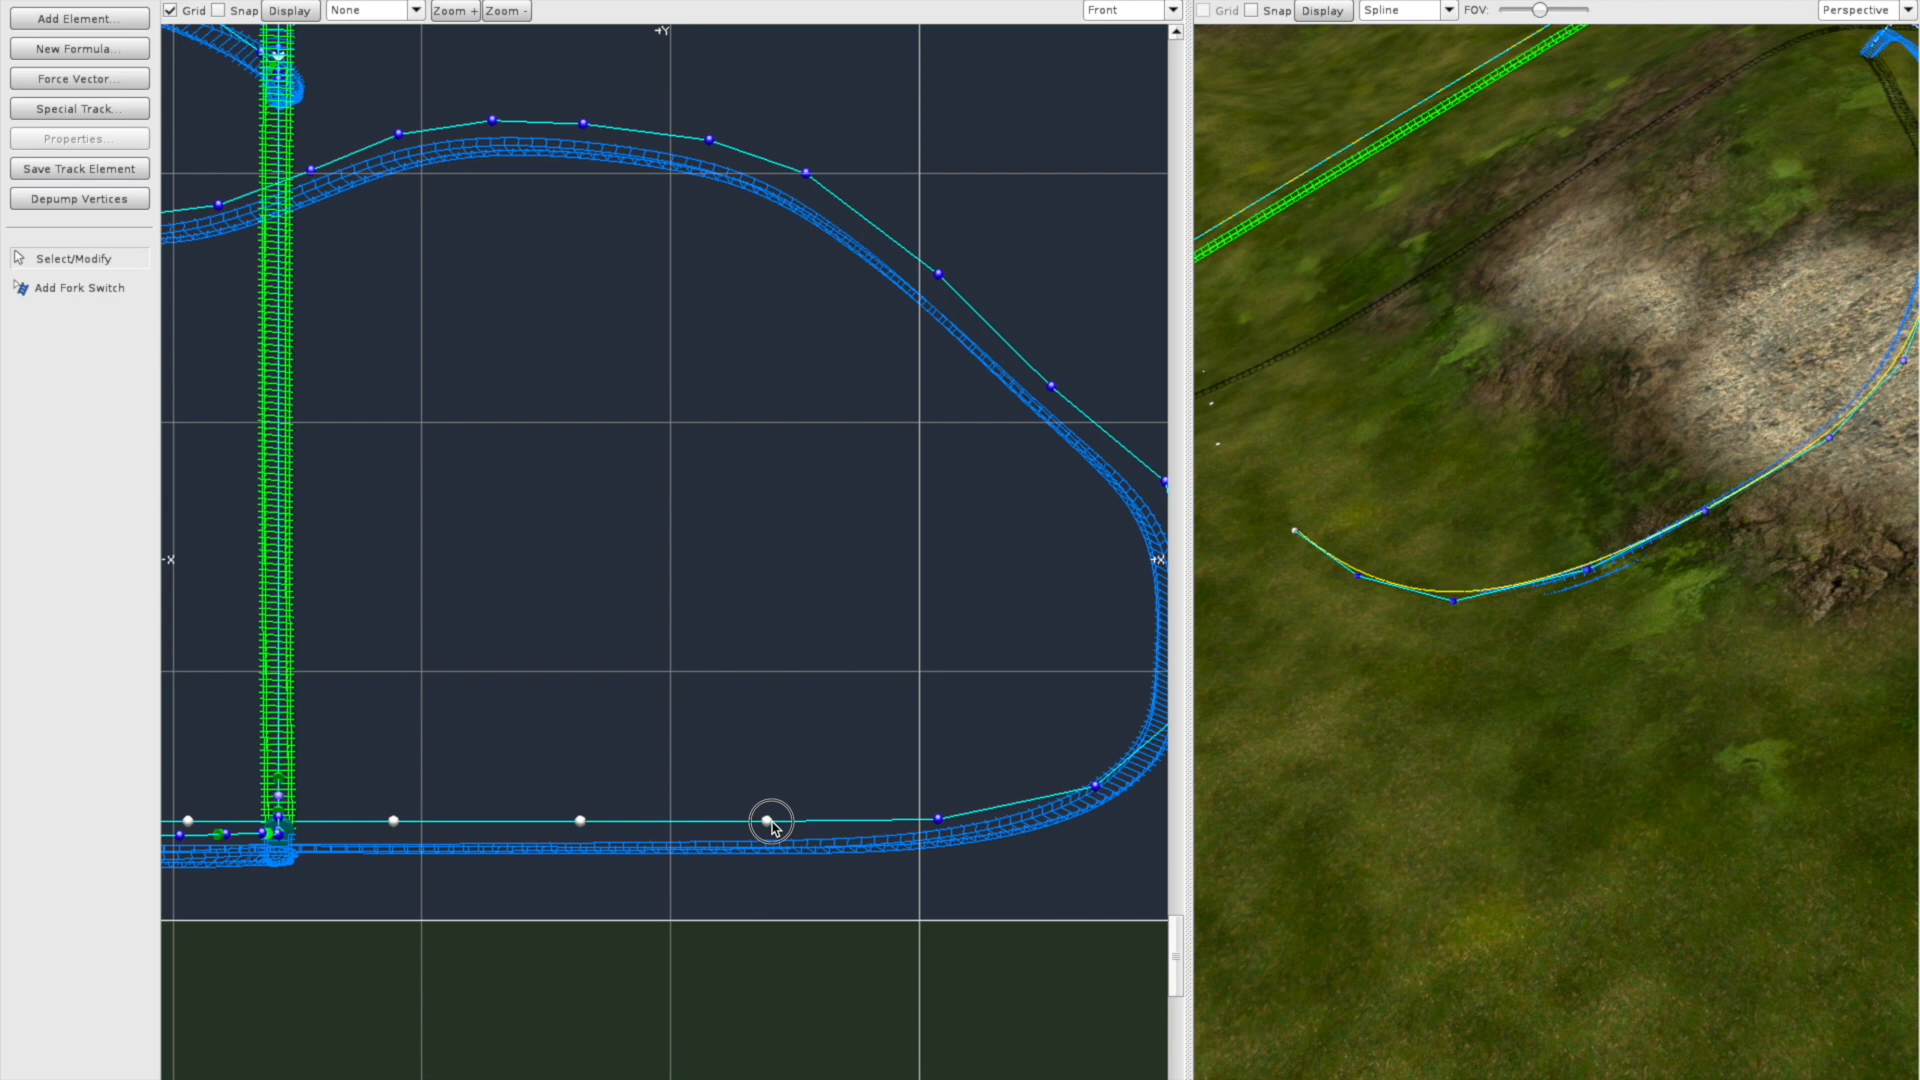 Add Element...
New Formula...
Force Vector...
Special Track...
Properties...
Save Track Element
Depump Vertices
Select/Modify
Add Fork Switch
Grid Snap Display None Zoom + Zoom - Front
+Y
-X
+X
Grid Snap Display Spline FOV: Perspective